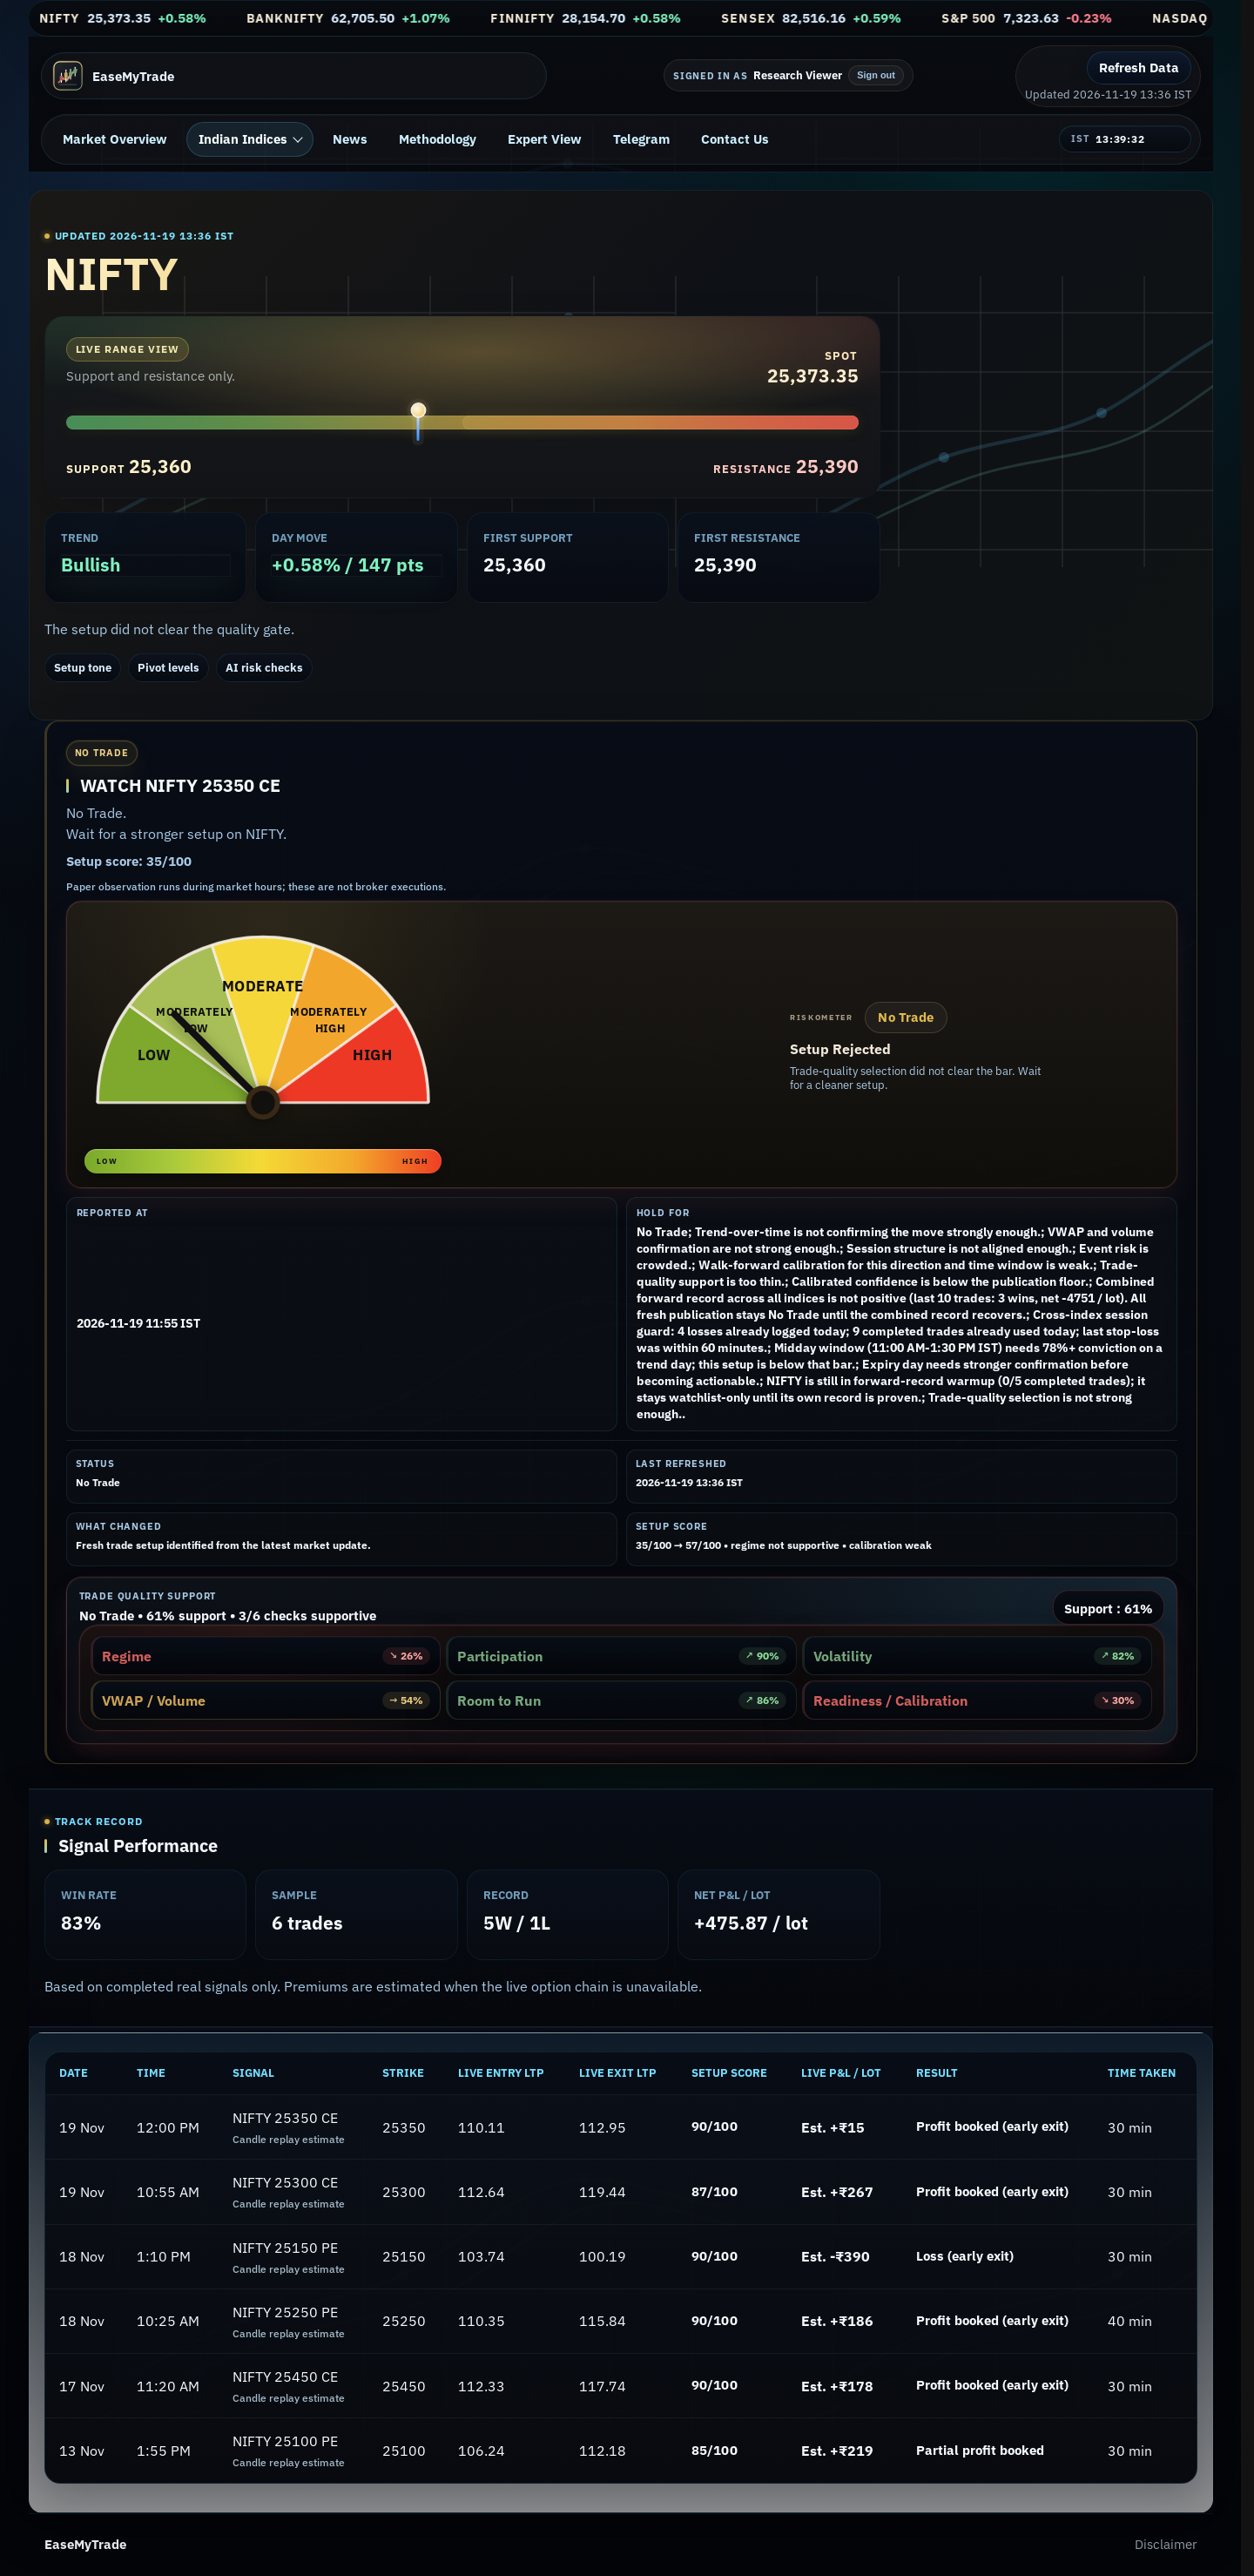 NIFTY 25,373.35 +0.58% BANKNIFTY 62,705.50 +1.07% FINNIFTY 28,154.70 +0.58% SENSEX 82,516.16 +0.59% S&P 500 7,323.63 -0.23% NASDAQ
EaseMyTrade
SIGNED IN AS Research Viewer Sign out
Refresh Data
Updated 2026-11-19 13:36 IST
Market Overview Indian Indices News Methodology Expert View Telegram Contact Us
IST 13:39:32
UPDATED 2026-11-19 13:36 IST
NIFTY
LIVE RANGE VIEW
Support and resistance only.
SPOT
25,373.35
SUPPORT 25,360
RESISTANCE 25,390
TREND
Bullish
DAY MOVE
+0.58% / 147 pts
FIRST SUPPORT
25,360
FIRST RESISTANCE
25,390
The setup did not clear the quality gate.
Setup tone Pivot levels AI risk checks
NO TRADE
WATCH NIFTY 25350 CE
No Trade.
Wait for a stronger setup on NIFTY.
Setup score: 35/100
Paper observation runs during market hours; these are not broker executions.
MODERATE
MODERATELY
LOW
MODERATELY
HIGH
LOW
HIGH
LOW
HIGH
RISKOMETER No Trade
Setup Rejected
Trade-quality selection did not clear the bar. Wait
for a cleaner setup.
REPORTED AT
2026-11-19 11:55 IST
HOLD FOR
No Trade; Trend-over-time is not confirming the move strongly enough.; VWAP and volume
confirmation are not strong enough.; Session structure is not aligned enough.; Event risk is
crowded.; Walk-forward calibration for this direction and time window is weak.; Trade-
quality support is too thin.; Calibrated confidence is below the publication floor.; Combined
forward record across all indices is not positive (last 10 trades: 3 wins, net -4751 / lot). All
fresh publication stays No Trade until the combined record recovers.; Cross-index session
guard: 4 losses already logged today; 9 completed trades already used today; last stop-loss
was within 60 minutes.; Midday window (11:00 AM-1:30 PM IST) needs 78%+ conviction on a
trend day; this setup is below that bar.; Expiry day needs stronger confirmation before
becoming actionable.; NIFTY is still in forward-record warmup (0/5 completed trades); it
stays watchlist-only until its own record is proven.; Trade-quality selection is not strong
enough..
STATUS
No Trade
LAST REFRESHED
2026-11-19 13:36 IST
WHAT CHANGED
Fresh trade setup identified from the latest market update.
SETUP SCORE
35/100 → 57/100 • regime not supportive • calibration weak
TRADE QUALITY SUPPORT
No Trade • 61% support • 3/6 checks supportive
Support : 61%
Regime ↘ 26%
Participation ↗ 90%
Volatility ↗ 82%
VWAP / Volume → 54%
Room to Run ↗ 86%
Readiness / Calibration ↘ 30%
TRACK RECORD
Signal Performance
WIN RATE
83%
SAMPLE
6 trades
RECORD
5W / 1L
NET P&L / LOT
+475.87 / lot
Based on completed real signals only. Premiums are estimated when the live option chain is unavailable.
DATE TIME SIGNAL STRIKE LIVE ENTRY LTP LIVE EXIT LTP SETUP SCORE LIVE P&L / LOT RESULT TIME TAKEN
19 Nov 12:00 PM NIFTY 25350 CE 25350 110.11 112.95 90/100 Est. +₹15 Profit booked (early exit) 30 min
Candle replay estimate
19 Nov 10:55 AM NIFTY 25300 CE 25300 112.64 119.44 87/100 Est. +₹267 Profit booked (early exit) 30 min
Candle replay estimate
18 Nov 1:10 PM NIFTY 25150 PE 25150 103.74 100.19 90/100 Est. -₹390 Loss (early exit) 30 min
Candle replay estimate
18 Nov 10:25 AM NIFTY 25250 PE 25250 110.35 115.84 90/100 Est. +₹186 Profit booked (early exit) 40 min
Candle replay estimate
17 Nov 11:20 AM NIFTY 25450 CE 25450 112.33 117.74 90/100 Est. +₹178 Profit booked (early exit) 30 min
Candle replay estimate
13 Nov 1:55 PM NIFTY 25100 PE 25100 106.24 112.18 85/100 Est. +₹219 Partial profit booked 30 min
Candle replay estimate
EaseMyTrade
Disclaimer